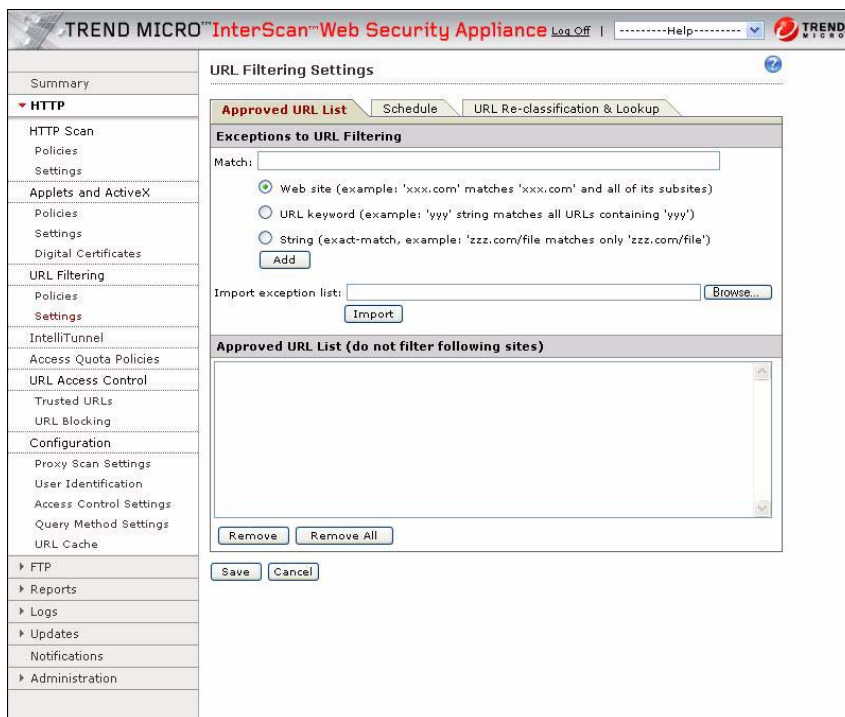 TREND MICRO™InterScan™Web Security Appliance Log Off | ---------Help---------
TREND
MICRO
Summary
HTTP
HTTP Scan
Policies
Settings
Applets and ActiveX
Policies
Settings
Digital Certificates
URL Filtering
Policies
Settings
IntelliTunnel
Access Quota Policies
URL Access Control
Trusted URLs
URL Blocking
Configuration
Proxy Scan Settings
User Identification
Access Control Settings
Query Method Settings
URL Cache
FTP
Reports
Logs
Updates
Notifications
Administration
URL Filtering Settings
?
Approved URL List
Schedule
URL Re-classification & Lookup
Exceptions to URL Filtering
Match:
Web site (example: 'xxx.com' matches 'xxx.com' and all of its subsites)
URL keyword (example: 'yyy' string matches all URLs containing 'yyy')
String (exact-match, example: 'zzz.com/file matches only 'zzz.com/file')
Add
Import exception list:
Browse...
Import
Approved URL List (do not filter following sites)
Remove
Remove All
Save
Cancel